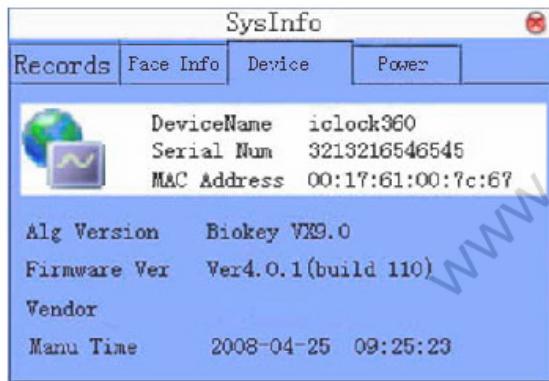 SysInfo
Records Face Info Device Power
DeviceName iclock360
Serial Num 3213216546545
MAC Address 00:17:61:00:7c:67
Alg Version Biokey VX9.0
Firmware Ver Ver4.0.1(build 110)
Vendor
Manu Time 2008-04-25 09:25:23
www